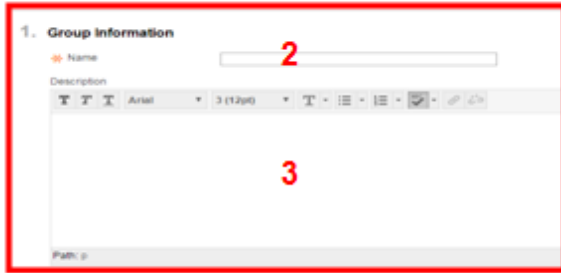 1. Group Information
Name
2
Description
T T T Arial 3 (12pt) T
3
Path: p